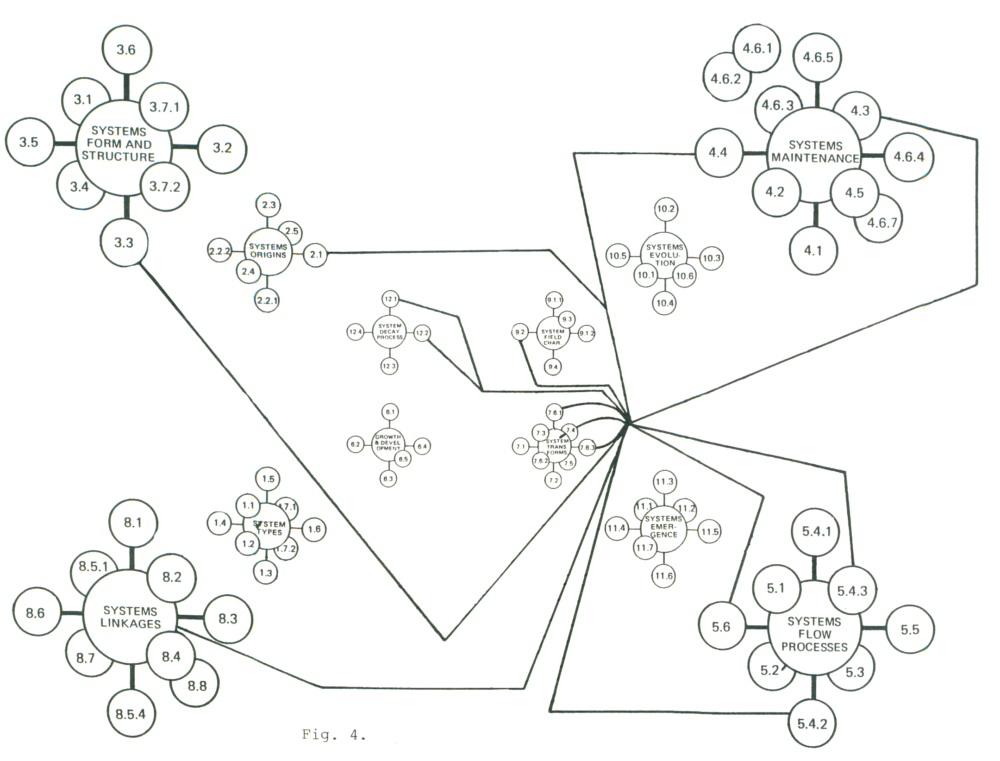 3.6
3.1
3.7.1
3.5
SYSTEMS
FORM AND
STRUCTURE
3.2
3.4
3.7.2
3.3
4.6.1
4.6.2
4.6.5
4.6.3
4.3
4.4
SYSTEMS
MAINTENANCE
4.6.4
4.2
4.5
4.6.7
4.1
2.3
2.5
2.2.2
SYSTEMS
ORIGINS
2.1
2.4
2.2.1
10.2
10.5
SYSTEMS
EVOLU-
TION
10.3
10.1
10.6
10.4
12.1
12.4
SYSTEM
DECAY
PROCESS
12.2
12.3
9.1.1
9.3
9.2
SYSTEM
FIELD
CHAR.
9.1.2
9.4
6.1
6.2
GROWTH
& DEVEL
OPMENT
6.4
6.5
6.3
7.6.1
7.3
7.4
7.1
SYSTEM
TRANS
FORMS
7.6.3
7.6.2
7.5
7.2
1.5
1.1
1.7.1
1.4
SYSTEM
TYPES
1.6
1.2
1.7.2
1.3
11.3
11.1
11.2
11.4
SYSTEMS
EMER-
GENCE
11.5
11.7
11.6
8.1
8.5.1
8.2
8.6
SYSTEMS
LINKAGES
8.3
8.7
8.4
8.8
8.5.4
5.4.1
5.1
5.4.3
5.6
SYSTEMS
FLOW
PROCESSES
5.5
5.2
5.3
5.4.2
Fig. 4.